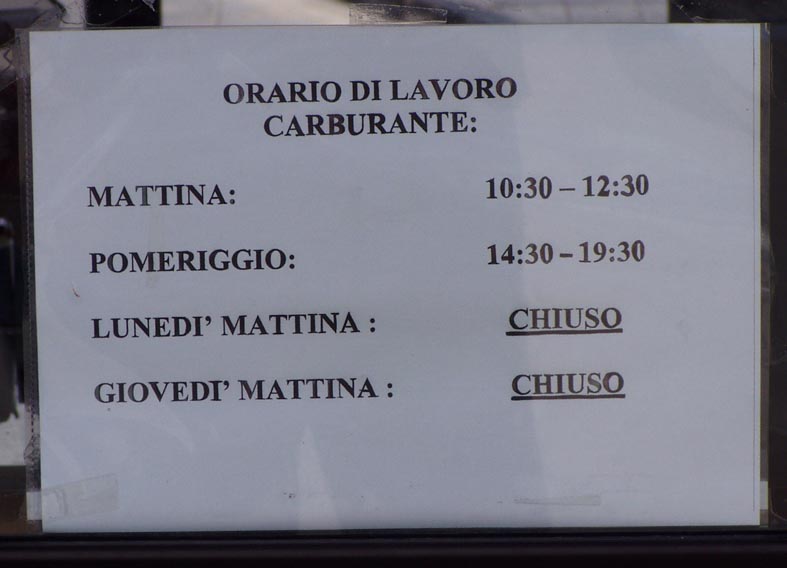 ORARIO DI LAVORO
CARBURANTE:
MATTINA: 10:30 – 12:30
POMERIGGIO: 14:30 – 19:30
LUNEDI’ MATTINA : CHIUSO
GIOVEDI’ MATTINA : CHIUSO